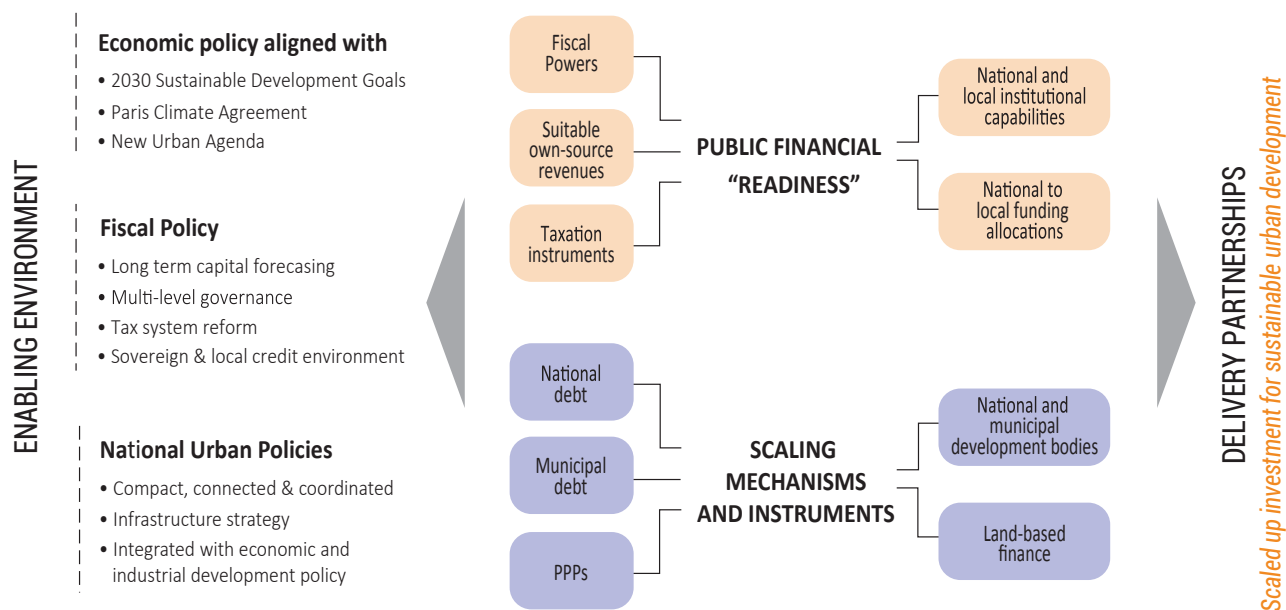 ENABLING ENVIRONMENT
Economic policy aligned with
• 2030 Sustainable Development Goals
• Paris Climate Agreement
• New Urban Agenda
Fiscal Policy
• Long term capital forecasing
• Multi-level governance
• Tax system reform
• Sovereign & local credit environment
National Urban Policies
• Compact, connected & coordinated
• Infrastructure strategy
• Integrated with economic and
industrial development policy
Fiscal
Powers
Suitable
own-source
revenues
Taxation
instruments
PUBLIC FINANCIAL
“READINESS”
National and
local institutional
capabilities
National to
local funding
allocations
National
debt
Municipal
debt
PPPs
SCALING
MECHANISMS
AND INSTRUMENTS
National and
municipal
development bodies
Land-based
finance
DELIVERY PARTNERSHIPS
Scaled up investment for sustainable urban development